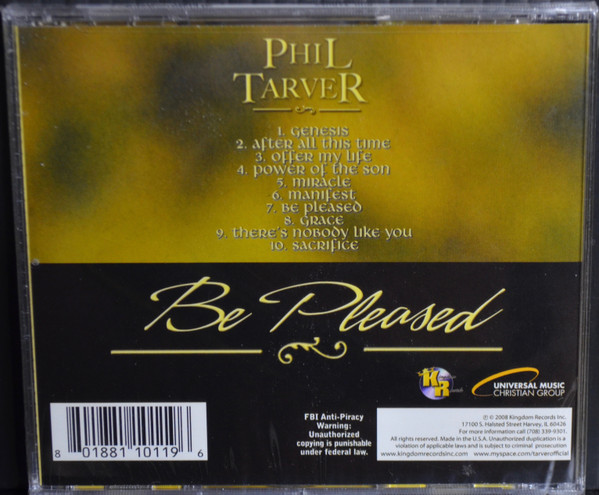 PHIL
TARVER
1. GENESIS
2. AFTER ALL THIS TIME
3. OFFER MY LIFE
4. POWER OF THE SON
5. MIRACLE
6. MANIFEST
7. BE PLEASED
8. GRACE
9. THERE'S NOBODY LIKE YOU
10. SACRIFICE
Be Pleased
KR
UNIVERSAL MUSIC
CHRISTIAN GROUP
FBI Anti-Piracy
Warning:
Unauthorized
copying is punishable
under federal law.
℗ © 2008 Kingdom Records Inc.
17100 S. Halsted Street Harvey, IL 60426
For more information call (708) 339-9301
All rights reserved. Made in the U.S.A. Unauthorized duplication is a
violation of applicable laws and is subject to criminal prosecution
www.kingdomrecordsinc.com www.myspace.com/tarverofficial
8 01881 10119 6